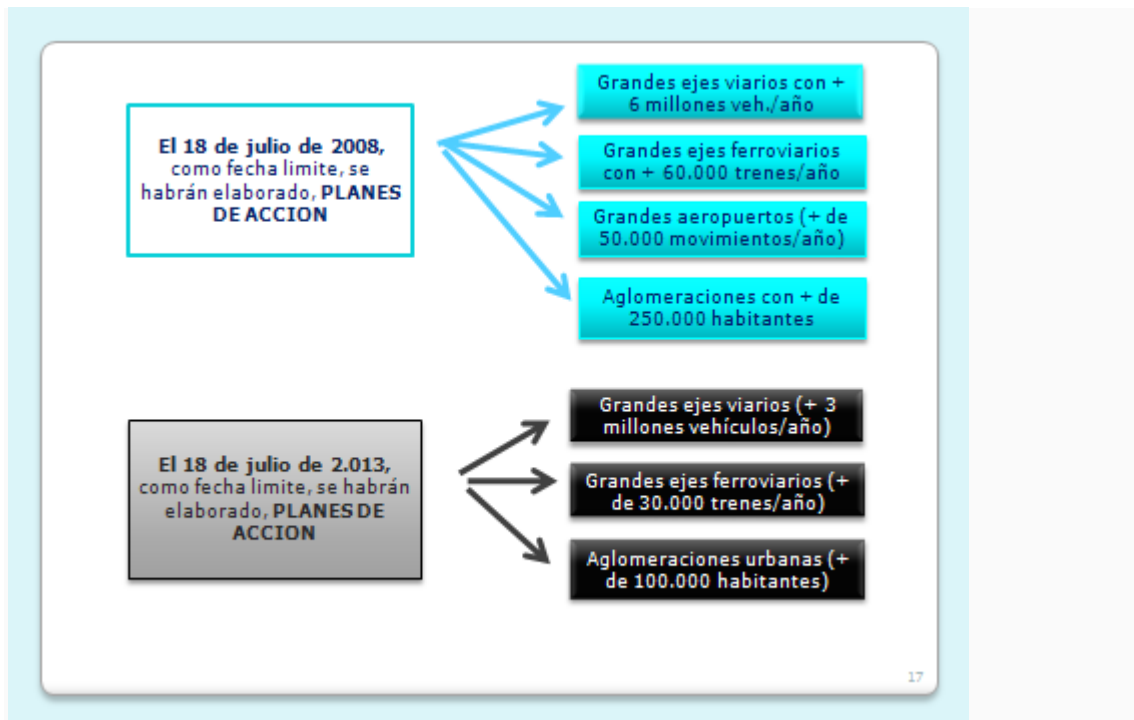 El 18 de julio de 2008,
como fecha limite, se
habrán elaborado, PLANES
DE ACCION
Grandes ejes viarios con +
6 millones veh./año
Grandes ejes ferroviarios
con + 60.000 trenes/año
Grandes aeropuertos (+ de
50.000 movimientos/año)
Aglomeraciones con + de
250.000 habitantes
El 18 de julio de 2.013,
como fecha limite, se habrán
elaborado, PLANES DE
ACCION
Grandes ejes viarios (+ 3
millones vehículos/año)
Grandes ejes ferroviarios (+
de 30.000 trenes/año)
Aglomeraciones urbanas (+
de 100.000 habitantes)
17